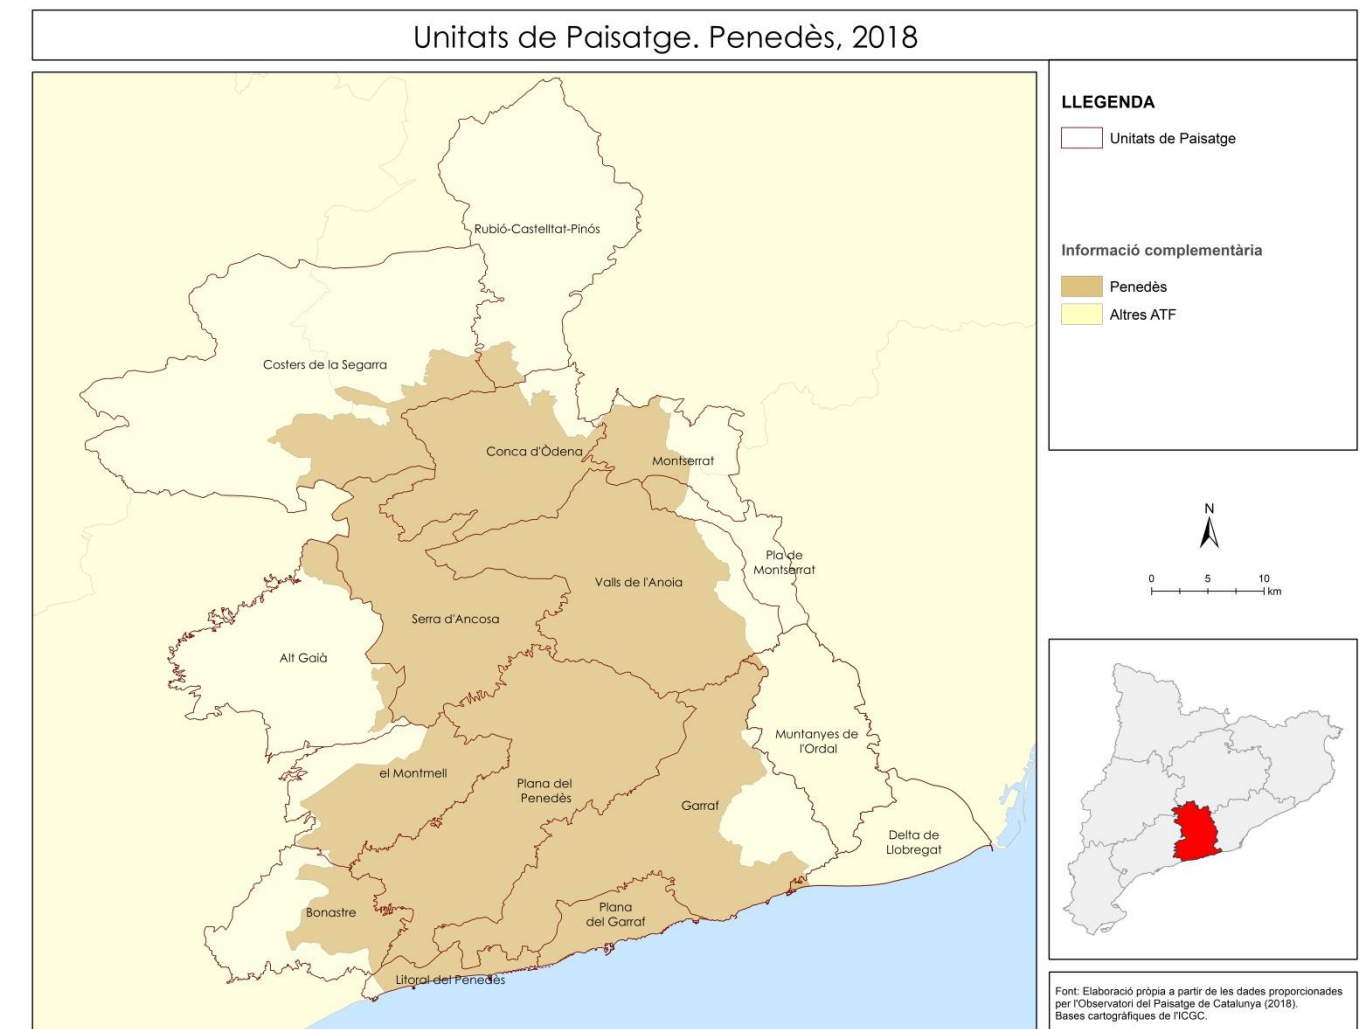 Unitats de Paisatge. Penedès, 2018
LLEGENDA
Unitats de Paisatge
Informació complementària
Penedès
Altres ATF
Rubió-Castelltat-Pinós
Costers de la Segarra
Conca d'Òdena
Montserrat
Pla de
Montserrat
Valls de l'Anoia
Serra d'Ancosa
Alt Gaià
Muntanyes de
l'Ordal
el Montmell
Plana del
Penedès
Garraf
Delta de
Llobregat
Bonastre
Plana
del Garraf
Litoral del Penedès
N
0 5 10
km
Font: Elaboració pròpia a partir de les dades proporcionades
per l'Observatori del Paisatge de Catalunya (2018).
Bases cartogràfiques de l'ICGC.